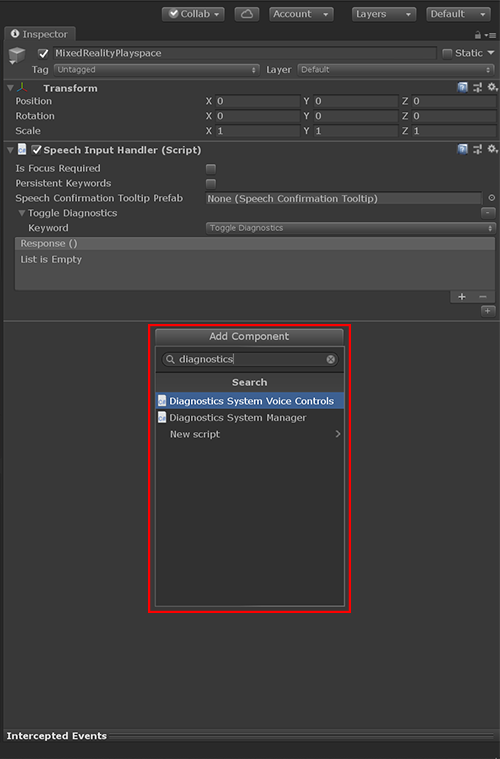 Collab Account Layers Default
Inspector
MixedRealityPlayspace Static
Tag Untagged Layer Default
Transform
Position X 0 Y 0 Z 0
Rotation X 0 Y 0 Z 0
Scale X 1 Y 1 Z 1
C# Speech Input Handler (Script)
Is Focus Required
Persistent Keywords
Speech Confirmation Tooltip Prefab None (Speech Confirmation Tooltip)
Toggle Diagnostics
Keyword Toggle Diagnostics
Response ()
List is Empty
Add Component
diagnostics
Search
C# Diagnostics System Voice Controls
C# Diagnostics System Manager
New script
Intercepted Events